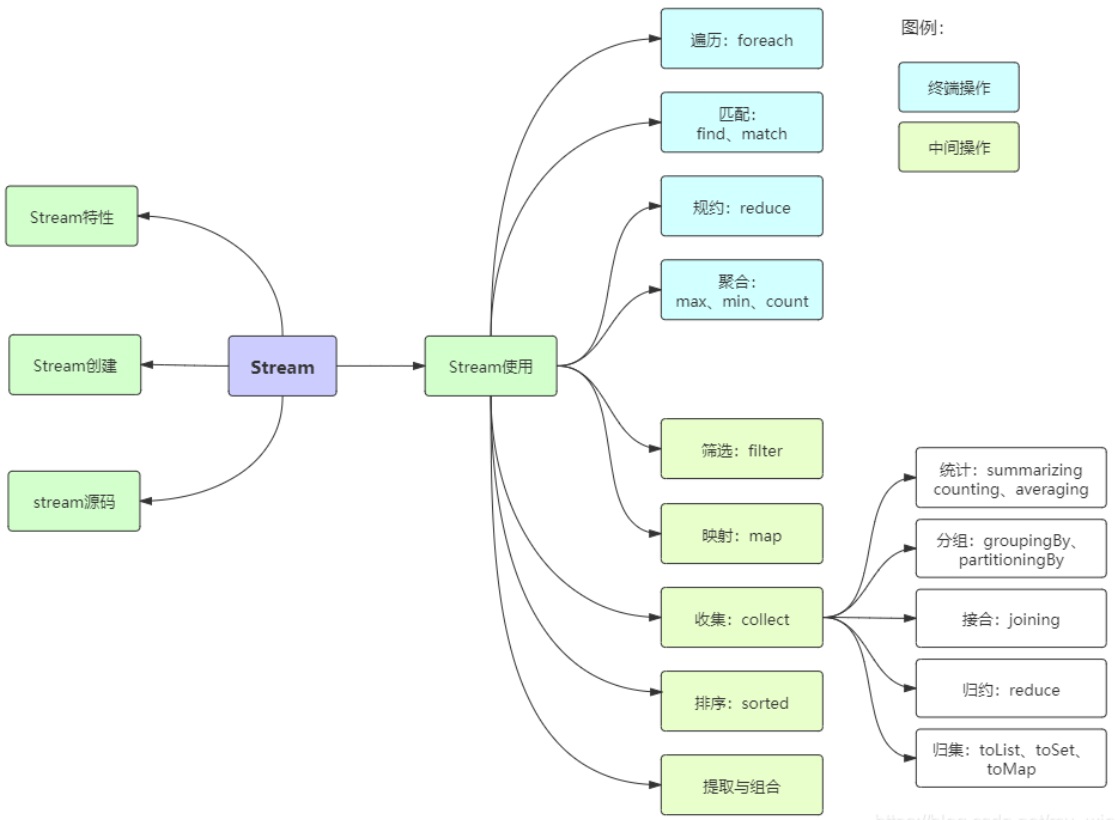 图例：
终端操作
中间操作
Stream特性
Stream创建
stream源码
Stream
Stream使用
遍历：foreach
匹配：
find、match
规约：reduce
聚合：
max、min、count
筛选：filter
映射：map
收集：collect
排序：sorted
提取与组合
统计：summarizing
counting、averaging
分组：groupingBy、
partitioningBy
接合：joining
归约：reduce
归集：toList、toSet、
toMap